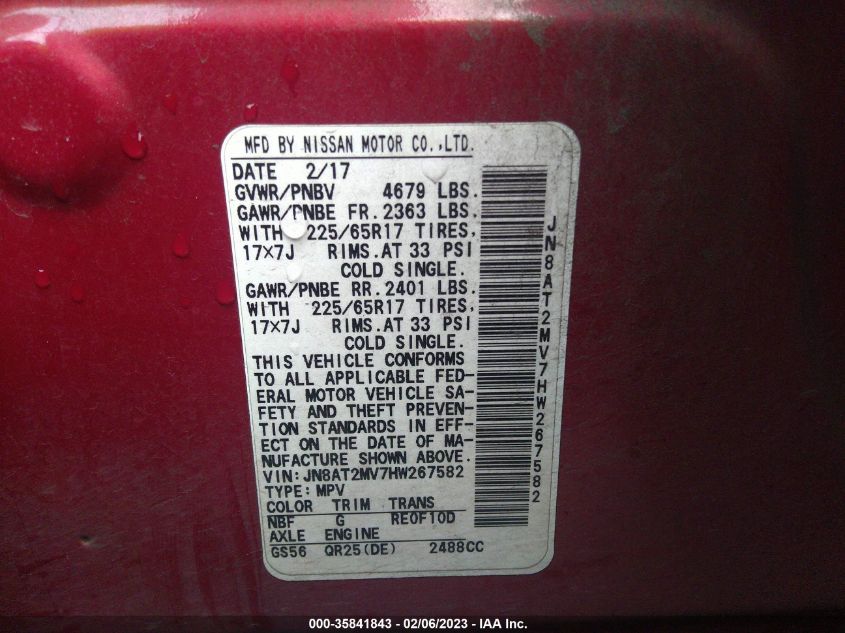 MFD BY NISSAN MOTOR CO.,LTD.
DATE 2/17
GVWR/PNBV 4679 LBS.
GAWR/PNBE FR. 2363 LBS.
WITH 225/65R17 TIRES,
17×7J RIMS. AT 33 PSI
COLD SINGLE.
GAWR/PNBE RR. 2401 LBS.
WITH 225/65R17 TIRES,
17×7J RIMS. AT 33 PSI
COLD SINGLE.
THIS VEHICLE CONFORMS
TO ALL APPLICABLE FED-
ERAL MOTOR VEHICLE SA-
FETY AND THEFT PREVEN-
TION STANDARDS IN EFF-
ECT ON THE DATE OF MA-
NUFACTURE SHOWN ABOVE.
VIN: JN8AT2MV7HW267582
TYPE: MPV
COLOR TRIM TRANS
NBF G RE0F10D
AXLE ENGINE
GS56 QR25(DE) 2488CC
JN8AT2MV7HW267582
000-35841843 - 02/06/2023 - IAA Inc.